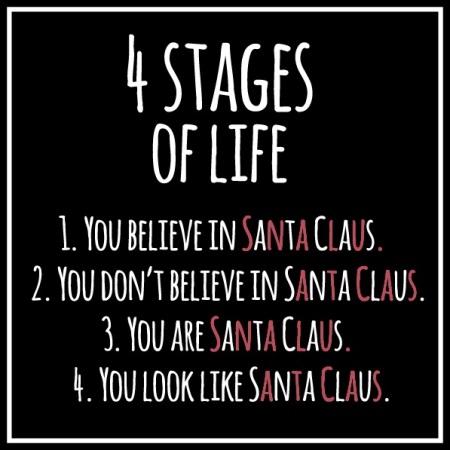 4 STAGES
OF LIFE
1. YOU BELIEVE IN SANTA CLAUS.
2. YOU DON'T BELIEVE IN SANTA CLAUS.
3. YOU ARE SANTA CLAUS.
4. YOU LOOK LIKE SANTA CLAUS.